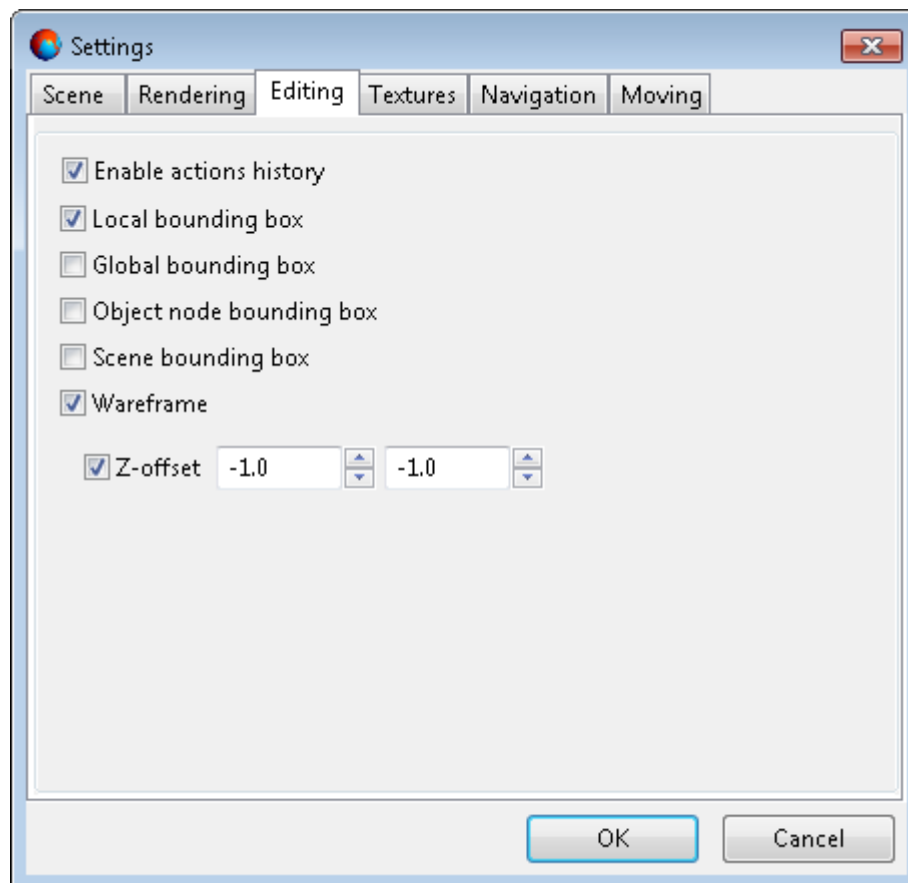 Settings
Scene Rendering Editing Textures Navigation Moving
Enable actions history
Local bounding box
Global bounding box
Object node bounding box
Scene bounding box
Wareframe
Z-offset -1.0 -1.0
OK Cancel